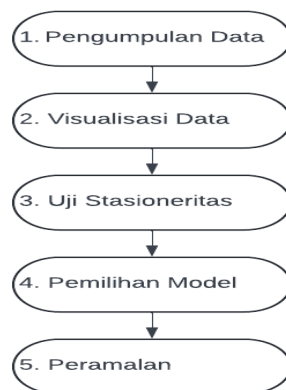 1. Pengumpulan Data
2. Visualisasi Data
3. Uji Stasioneritas
4. Pemilihan Model
5. Peramalan